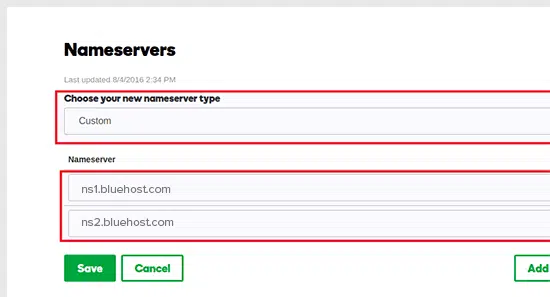 Nameservers
Last updated 8/4/2016 2:34 PM
Choose your new nameserver type
Custom
Nameserver
ns1.bluehost.com
ns2.bluehost.com
Save Cancel Add